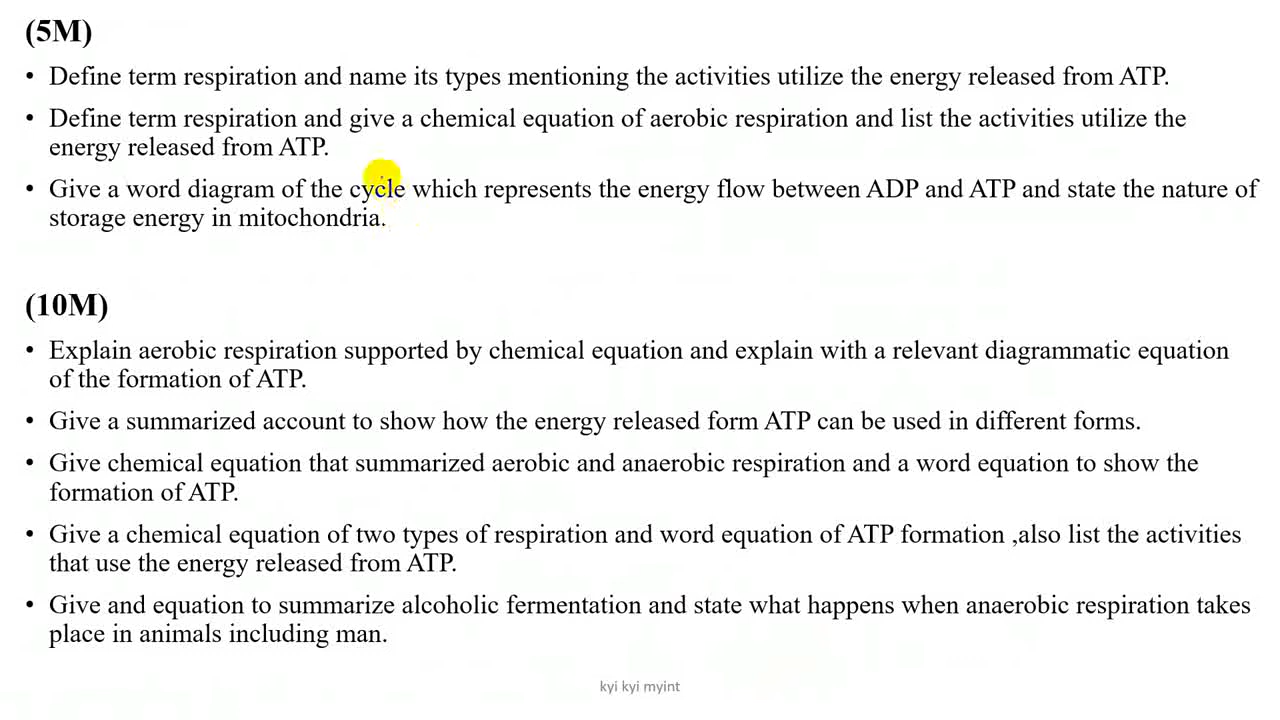 (5M)
• Define term respiration and name its types mentioning the activities utilize the energy released from ATP.
• Define term respiration and give a chemical equation of aerobic respiration and list the activities utilize the
energy released from ATP.
• Give a word diagram of the cycle which represents the energy flow between ADP and ATP and state the nature of
storage energy in mitochondria.
(10M)
• Explain aerobic respiration supported by chemical equation and explain with a relevant diagrammatic equation
of the formation of ATP.
• Give a summarized account to show how the energy released form ATP can be used in different forms.
• Give chemical equation that summarized aerobic and anaerobic respiration and a word equation to show the
formation of ATP.
• Give a chemical equation of two types of respiration and word equation of ATP formation ,also list the activities
that use the energy released from ATP.
• Give and equation to summarize alcoholic fermentation and state what happens when anaerobic respiration takes
place in animals including man.
kyi kyi myint